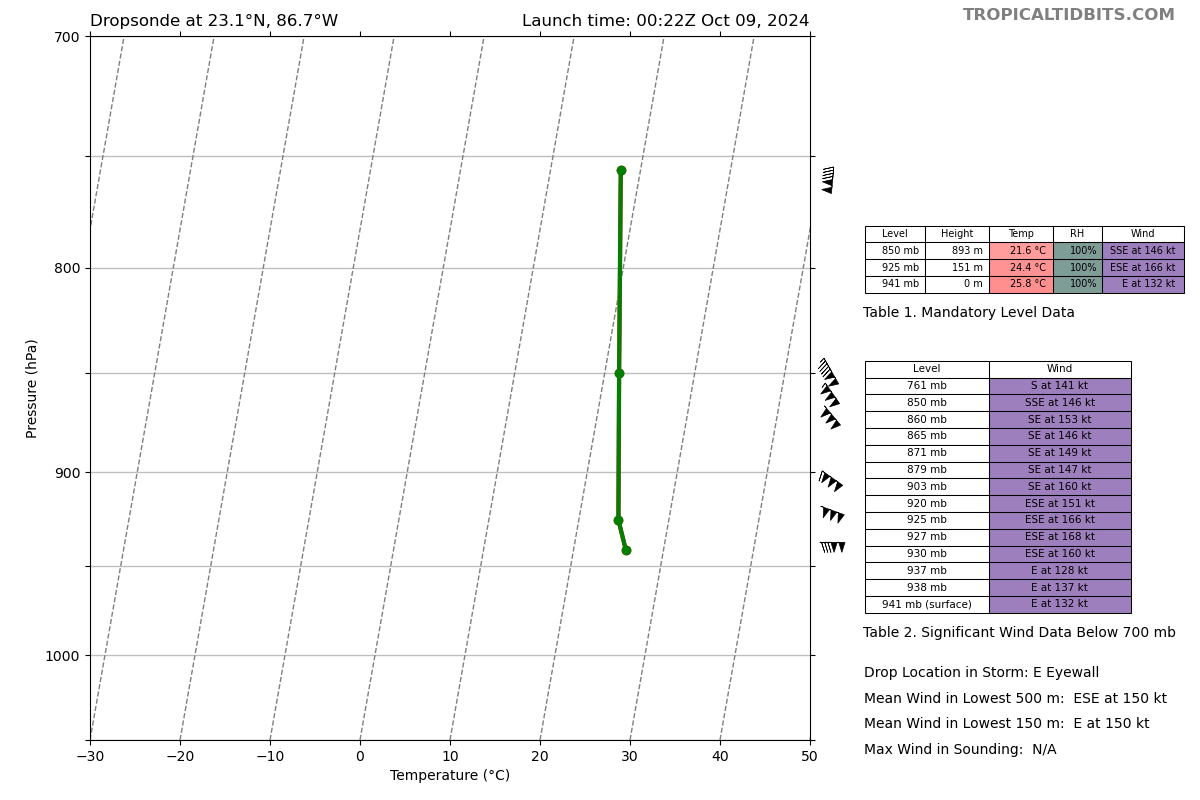 Dropsonde at 23.1°N, 86.7°W
Launch time: 00:22Z Oct 09, 2024
TROPICALTIDBITS.COM
700
800
900
1000
Pressure (hPa)
−30 −20 −10 0 10 20 30 40 50
Temperature (°C)
Level Height Temp RH Wind
850 mb 893 m 21.6 °C 100% SSE at 146 kt
925 mb 151 m 24.4 °C 100% ESE at 166 kt
941 mb 0 m 25.8 °C 100% E at 132 kt
Table 1. Mandatory Level Data
Level Wind
761 mb S at 141 kt
850 mb SSE at 146 kt
860 mb SE at 153 kt
865 mb SE at 146 kt
871 mb SE at 149 kt
879 mb SE at 147 kt
903 mb SE at 160 kt
920 mb ESE at 151 kt
925 mb ESE at 166 kt
927 mb ESE at 168 kt
930 mb ESE at 160 kt
937 mb E at 128 kt
938 mb E at 137 kt
941 mb (surface) E at 132 kt
Table 2. Significant Wind Data Below 700 mb
Drop Location in Storm: E Eyewall
Mean Wind in Lowest 500 m: ESE at 150 kt
Mean Wind in Lowest 150 m: E at 150 kt
Max Wind in Sounding: N/A